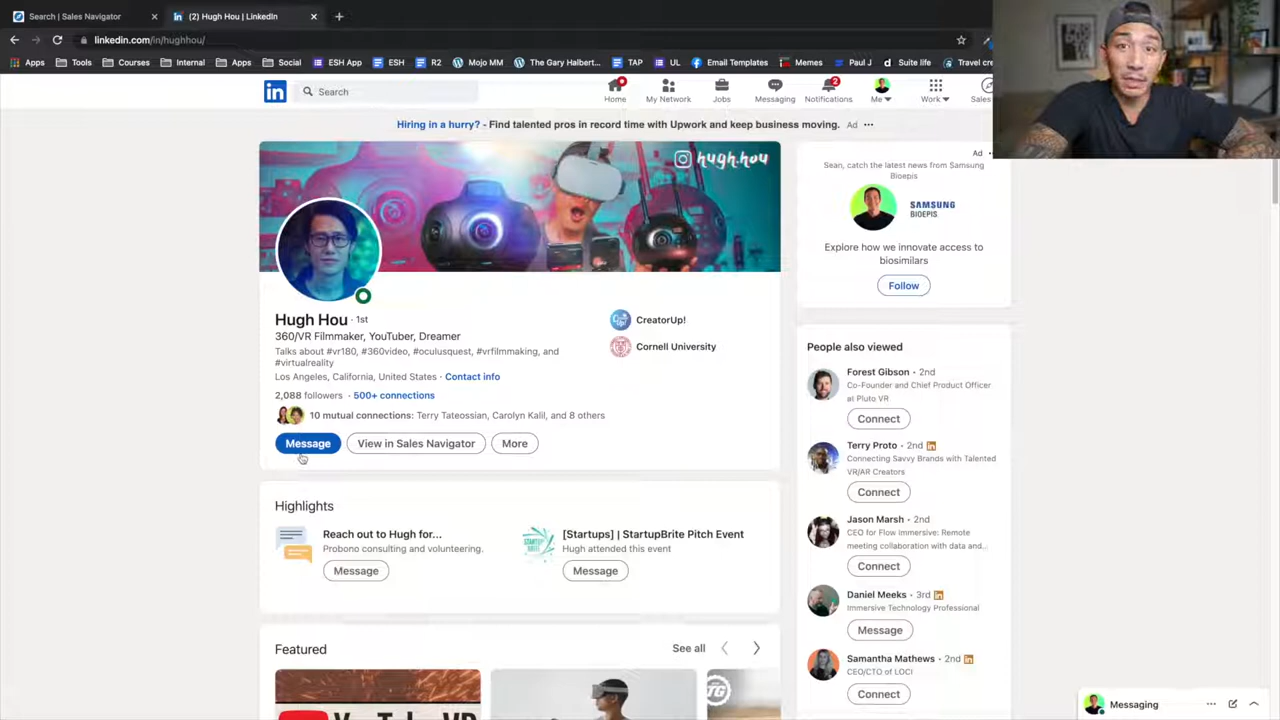 Search | Sales Navigator
(2) Hugh Hou | LinkedIn
linkedin.com/in/hughhou/
Apps
Tools
Courses
Internal
Apps
Social
ESH App
ESH
R2
Mojo MM
The Gary Halbert...
TAP
UL
Email Templates
Memes
Paul J
Suite life
Travel cre
in
Search
Home
My Network
Jobs
Messaging
2
Notifications
Me
Work
Sales
Hiring in a hurry? - Find talented pros in record time with Upwork and keep business moving. Ad
hugh.hou
Hugh Hou · 1st
360/VR Filmmaker, YouTuber, Dreamer
Talks about #vr180, #360video, #oculusquest, #vrfilmmaking, and
#virtualreality
Los Angeles, California, United States · Contact info
2,088 followers · 500+ connections
10 mutual connections: Terry Tateossian, Carolyn Kalil, and 8 others
Message
View in Sales Navigator
More
CreatorUp!
Cornell University
Highlights
Reach out to Hugh for...
Probono consulting and volunteering.
Message
[Startups] | StartupBrite Pitch Event
Hugh attended this event
Message
Featured
See all
Ad
Sean, catch the latest news from Samsung
Bioepis
SAMSUNG
BIOEPIS
Explore how we innovate access to
biosimilars
Follow
People also viewed
Forest Gibson · 2nd
Co-Founder and Chief Product Officer
at Pluto VR
Connect
Terry Proto · 2nd
Connecting Savvy Brands with Talented
VR/AR Creators
Connect
Jason Marsh · 2nd
CEO for Flow Immersive: Remote
meeting collaboration with data and...
Connect
Daniel Meeks · 3rd
Immersive Technology Professional
Message
Samantha Mathews · 2nd
CEO/CTO of LOCI
Connect
Messaging